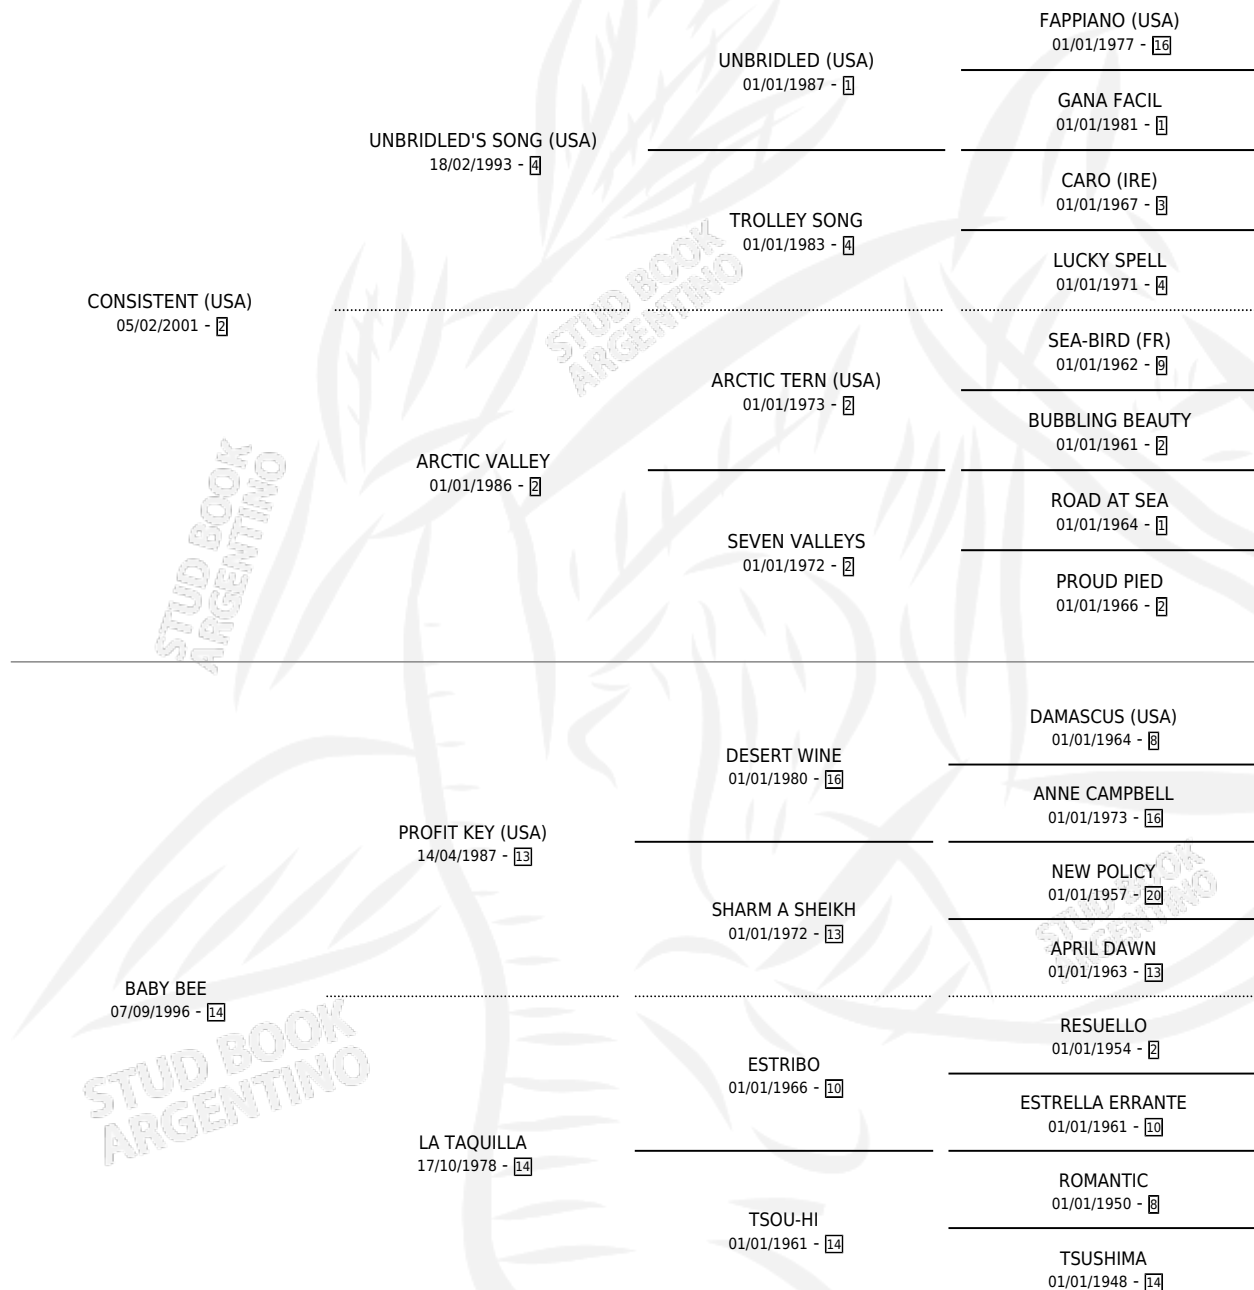 FAPPIANO (USA)
01/01/1977 - 16
UNBRIDLED (USA)
01/01/1987 - 1
GANA FACIL
01/01/1981 - 1
UNBRIDLED'S SONG (USA)
18/02/1993 - 4
CARO (IRE)
01/01/1967 - 3
TROLLEY SONG
01/01/1983 - 4
LUCKY SPELL
01/01/1971 - 4
CONSISTENT (USA)
05/02/2001 - 2
SEA-BIRD (FR)
01/01/1962 - 9
ARCTIC TERN (USA)
01/01/1973 - 2
BUBBLING BEAUTY
01/01/1961 - 2
ARCTIC VALLEY
01/01/1986 - 2
ROAD AT SEA
01/01/1964 - 1
SEVEN VALLEYS
01/01/1972 - 2
PROUD PIED
01/01/1966 - 2
DAMASCUS (USA)
01/01/1964 - 8
DESERT WINE
01/01/1980 - 16
ANNE CAMPBELL
01/01/1973 - 16
PROFIT KEY (USA)
14/04/1987 - 13
NEW POLICY
01/01/1957 - 20
SHARM A SHEIKH
01/01/1972 - 13
APRIL DAWN
01/01/1963 - 13
BABY BEE
07/09/1996 - 14
RESUELLO
01/01/1954 - 2
ESTRIBO
01/01/1966 - 10
ESTRELLA ERRANTE
01/01/1961 - 10
LA TAQUILLA
17/10/1978 - 14
ROMANTIC
01/01/1950 - 8
TSOU-HI
01/01/1961 - 14
TSUSHIMA
01/01/1948 - 14
STUD BOOK
ARGENTINO
STUD BOOK
ARGENTINO
STUD BOOK
ARGENTINO
STUD BOOK
ARGENTINO